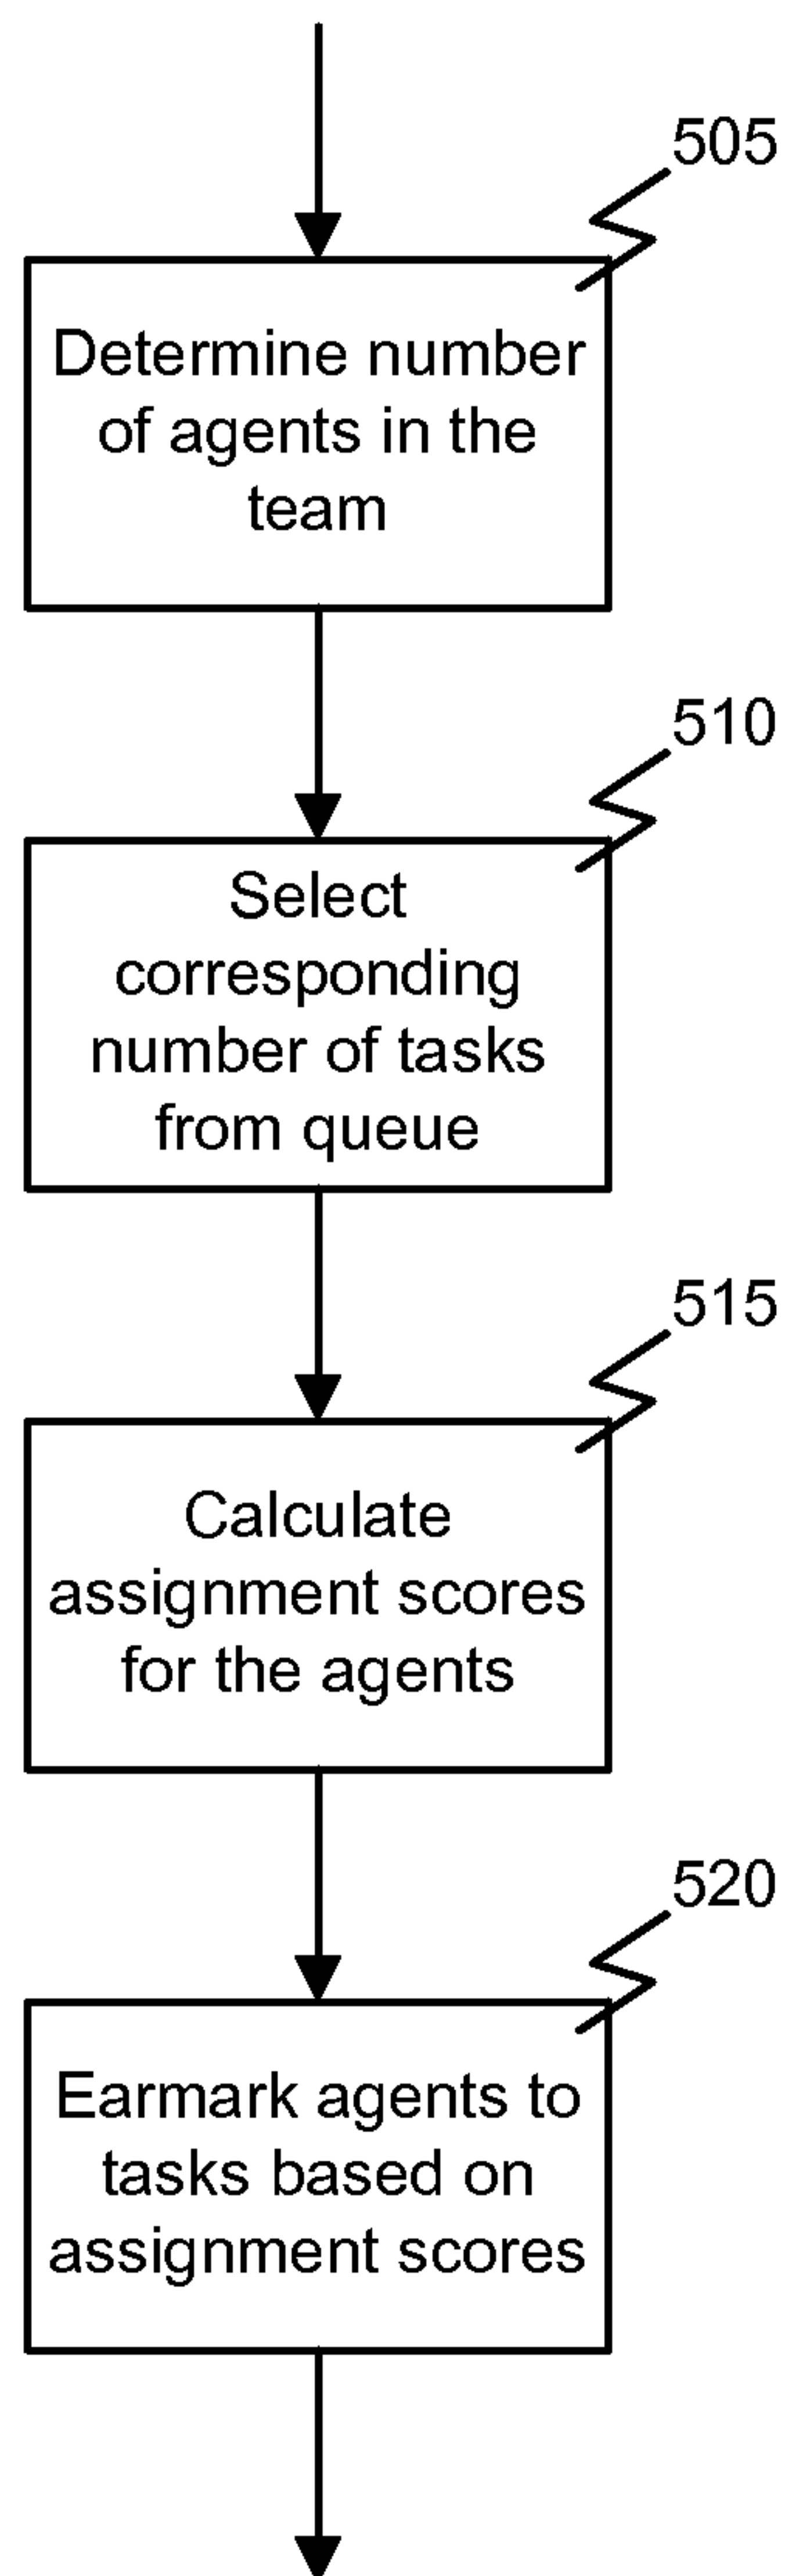 505
Determine number
of agents in the
team
510
Select
corresponding
number of tasks
from queue
515
Calculate
assignment scores
for the agents
520
Earmark agents to
tasks based on
assignment scores